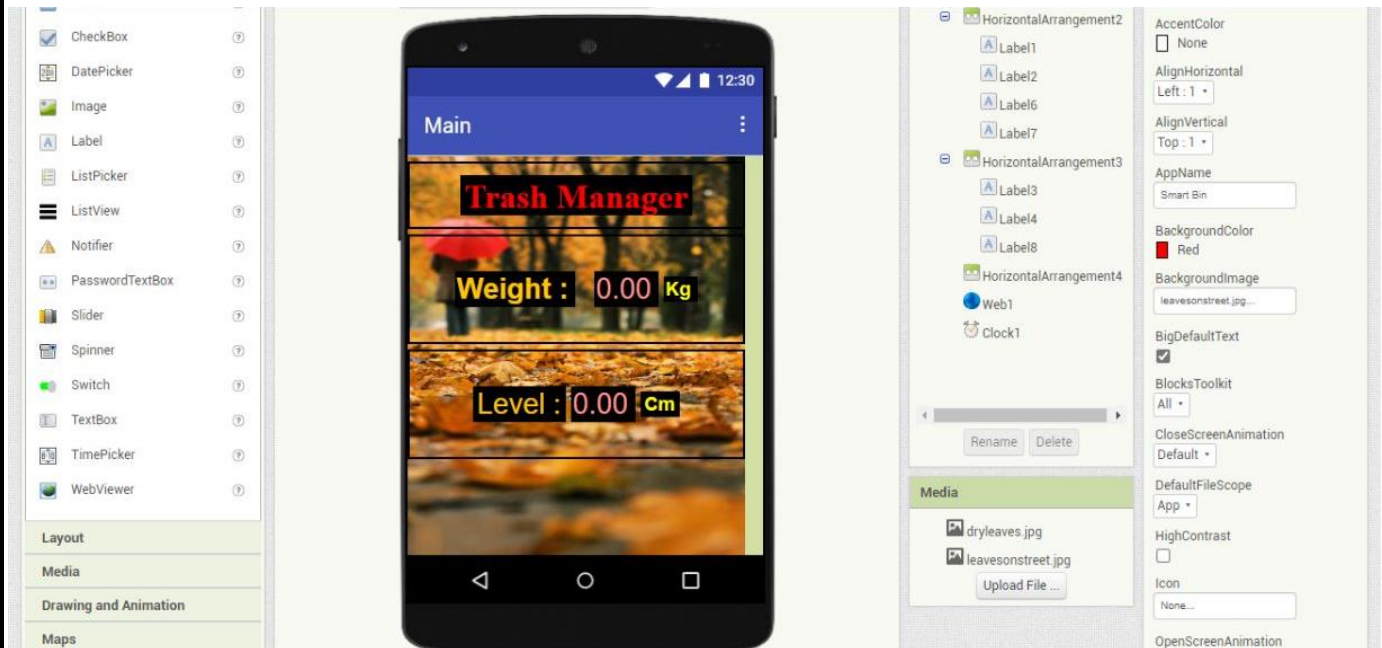 CheckBox
DatePicker
Image
Label
ListPicker
ListView
Notifier
PasswordTextBox
Slider
Spinner
Switch
TextBox
TimePicker
WebViewer
Layout
Media
Drawing and Animation
Maps
12:30
Main
Trash Manager
Weight : 0.00 Kg
Level : 0.00 Cm
HorizontalArrangement2
Label1
Label2
Label6
Label7
HorizontalArrangement3
Label3
Label4
Label8
HorizontalArrangement4
Web1
Clock1
Rename Delete
Media
dryleaves.jpg
leavesonstreet.jpg
Upload File ...
AccentColor
None
AlignHorizontal
Left : 1
AlignVertical
Top : 1
AppName
Smart Bin
BackgroundColor
Red
BackgroundImage
leavesonstreet.jpg...
BigDefaultText
BlocksToolkit
All
CloseScreenAnimation
Default
DefaultFileScope
App
HighContrast
Icon
None...
OpenScreenAnimation